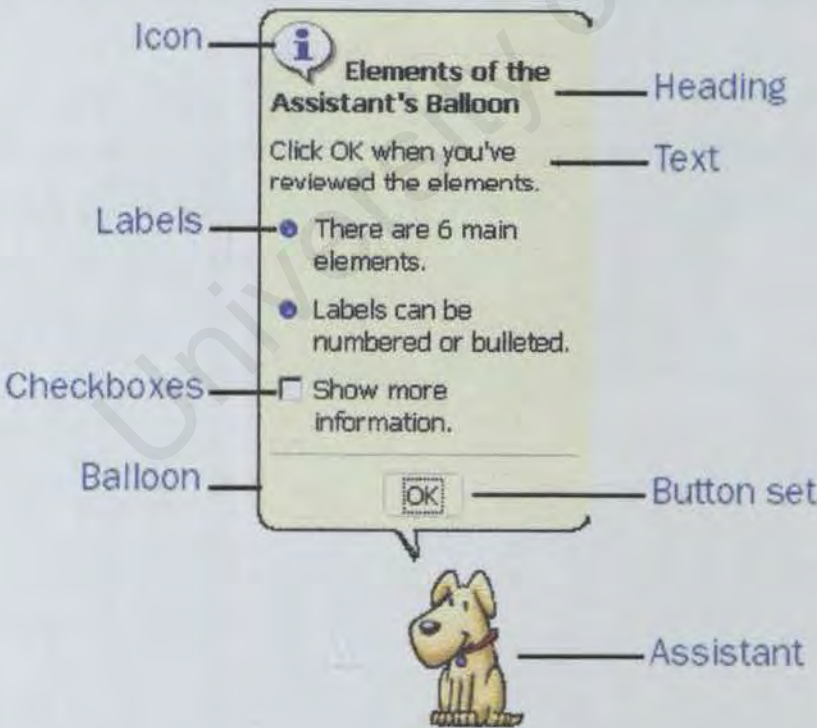 Icon
Elements of the
Assistant's Balloon
Heading
Click OK when you've
reviewed the elements.
Text
Labels
There are 6 main
elements.
Labels can be
numbered or bulleted.
Checkboxes
Show more
information.
Balloon
OK
Button set
Assistant
University